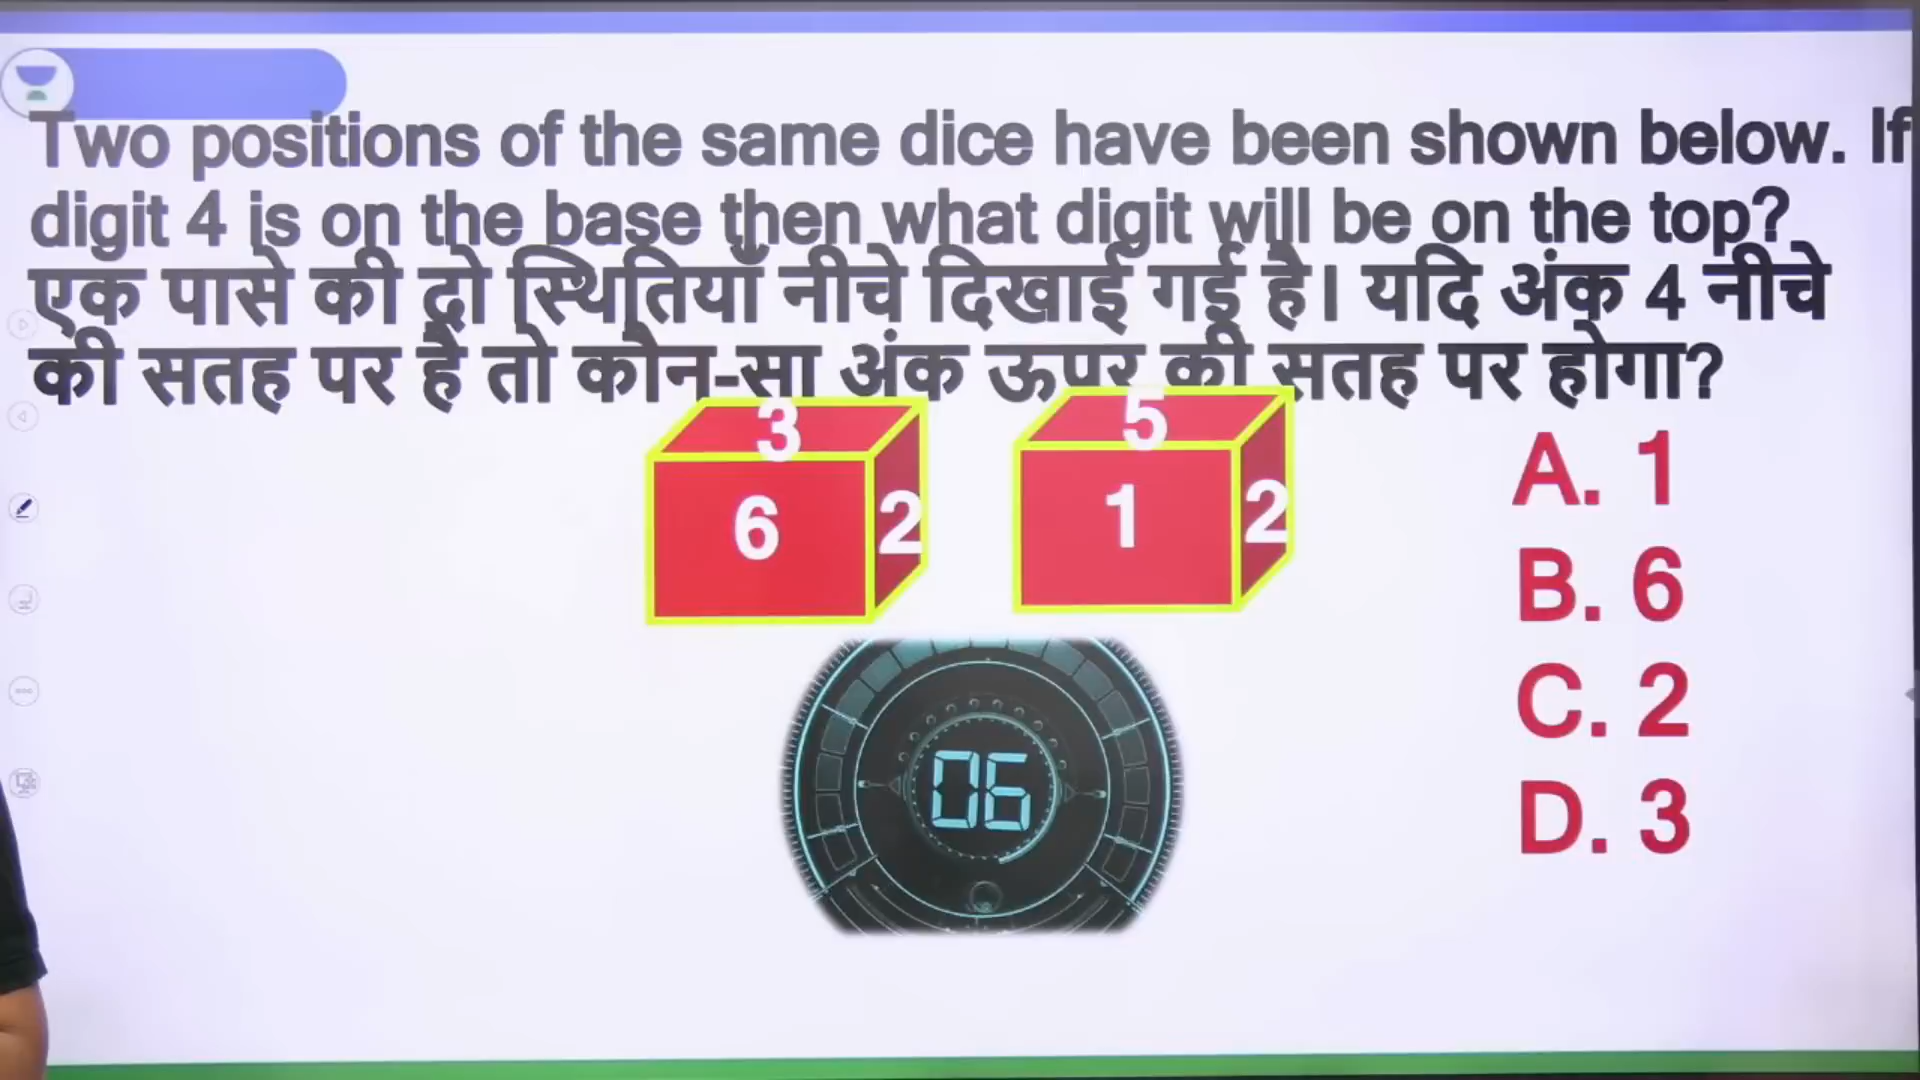 Two positions of the same dice have been shown below. If
digit 4 is on the base then what digit will be on the top?
एक पासे की दो स्थितियाँ नीचे दिखाई गई है। यदि अंक 4 नीचे
की सतह पर है तो कौन-सा अंक ऊपर की सतह पर होगा?
3
6
2
5
1
2
06
A. 1
B. 6
C. 2
D. 3